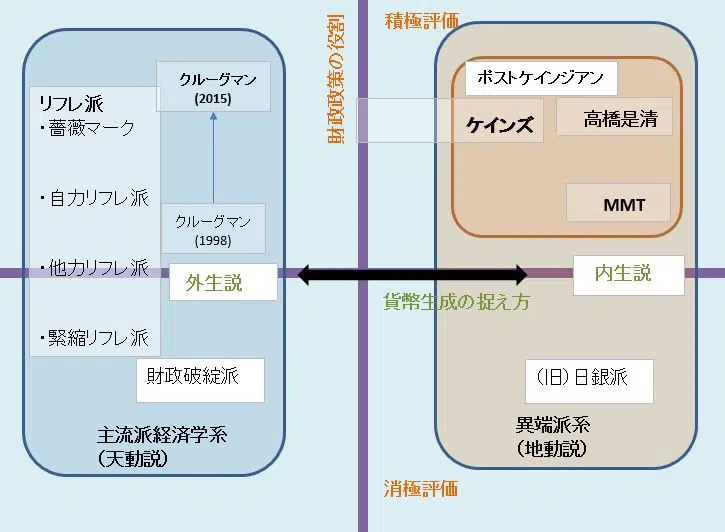 積極評価
財政政策の役割
クルーグマン
(2015)
リフレ派
・薔薇マーク
・自力リフレ派
・他力リフレ派
・緊縮リフレ派
クルーグマン
(1998)
外生説
財政破綻派
主流派経済学系
(天動説)
ポストケインジアン
ケインズ
高橋是清
MMT
内生説
貨幣生成の捉え方
(旧)日銀派
異端派系
(地動説)
消極評価